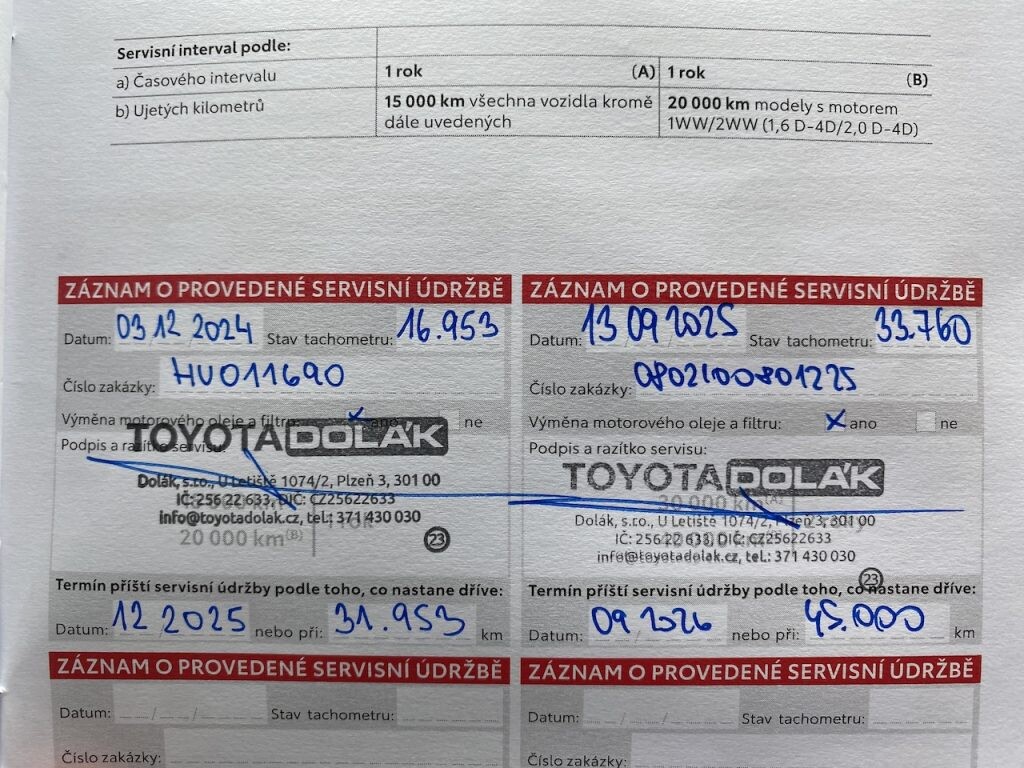 Servisní interval podle:
a) Časového intervalu 1 rok (A) 1 rok (B)
b) Ujetých kilometrů 15 000 km všechna vozidla kromě 20 000 km modely s motorem
dále uvedených 1WW/2WW (1,6 D-4D/2,0 D-4D)
ZÁZNAM O PROVEDENÉ SERVISNÍ ÚDRŽBĚ
Datum: 03 12 2024 Stav tachometru: 16.953
Číslo zakázky: HU011690
Výměna motorového oleje a filtru: x ano ne
Podpis a razítko servisu:
TOYOTA DOLÁK
Dolák, s.r.o., U Letiště 1074/2, Plzeň 3, 301 00
IČ: 256 22 633, DIČ: CZ25622633
info@toyotadolak.cz, tel.: 371 430 030
1 rok
20 000 km(B)
23
Termín příští servisní údržby podle toho, co nastane dříve:
Datum: 12 2025 nebo při: 31.953 km
ZÁZNAM O PROVEDENÉ SERVISNÍ ÚDRŽBĚ
Datum: 13 09 2025 Stav tachometru: 33.760
Číslo zakázky: 0802100801225
Výměna motorového oleje a filtru: x ano ne
Podpis a razítko servisu:
TOYOTA DOLÁK
30 000 km(A)
Dolák, s.r.o., U Letiště 1074/2, Plzeň 3, 301 00
IČ: 256 22 633, DIČ: CZ25622633
info@toyotadolak.cz, tel.: 371 430 030
23
Termín příští servisní údržby podle toho, co nastane dříve:
Datum: 09 2026 nebo při: 45.000 km
ZÁZNAM O PROVEDENÉ SERVISNÍ ÚDRŽBĚ
Datum: Stav tachometru:
Číslo zakázky:
ZÁZNAM O PROVEDENÉ SERVISNÍ ÚDRŽBĚ
Datum: Stav tachometru:
Číslo zakázky: